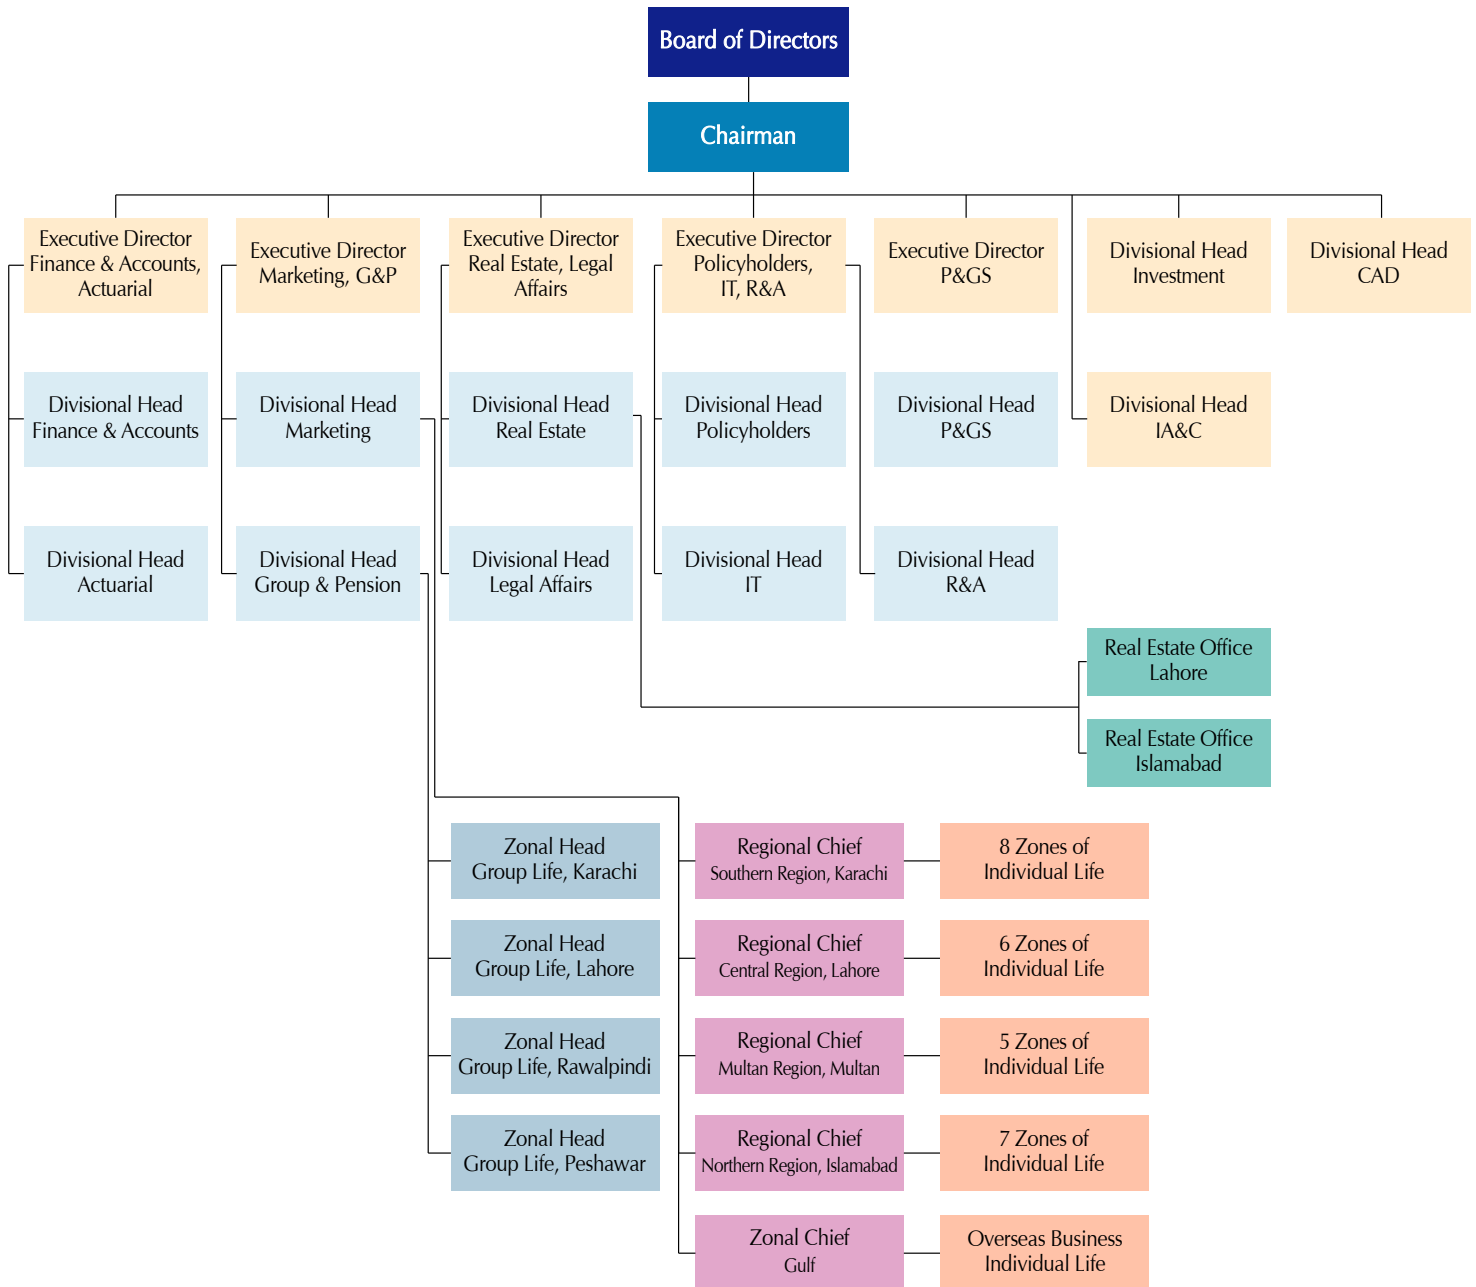 Board of Directors
Chairman
Executive Director
Finance & Accounts,
Actuarial
Executive Director
Marketing, G&P
Executive Director
Real Estate, Legal
Affairs
Executive Director
Policyholders,
IT, R&A
Executive Director
P&GS
Divisional Head
Investment
Divisional Head
CAD
Divisional Head
Finance & Accounts
Divisional Head
Marketing
Divisional Head
Real Estate
Divisional Head
Policyholders
Divisional Head
P&GS
Divisional Head
IA&C
Divisional Head
Actuarial
Divisional Head
Group & Pension
Divisional Head
Legal Affairs
Divisional Head
IT
Divisional Head
R&A
Real Estate Office
Lahore
Real Estate Office
Islamabad
Zonal Head
Group Life, Karachi
Regional Chief
Southern Region, Karachi
8 Zones of
Individual Life
Zonal Head
Group Life, Lahore
Regional Chief
Central Region, Lahore
6 Zones of
Individual Life
Zonal Head
Group Life, Rawalpindi
Regional Chief
Multan Region, Multan
5 Zones of
Individual Life
Zonal Head
Group Life, Peshawar
Regional Chief
Northern Region, Islamabad
7 Zones of
Individual Life
Zonal Chief
Gulf
Overseas Business
Individual Life